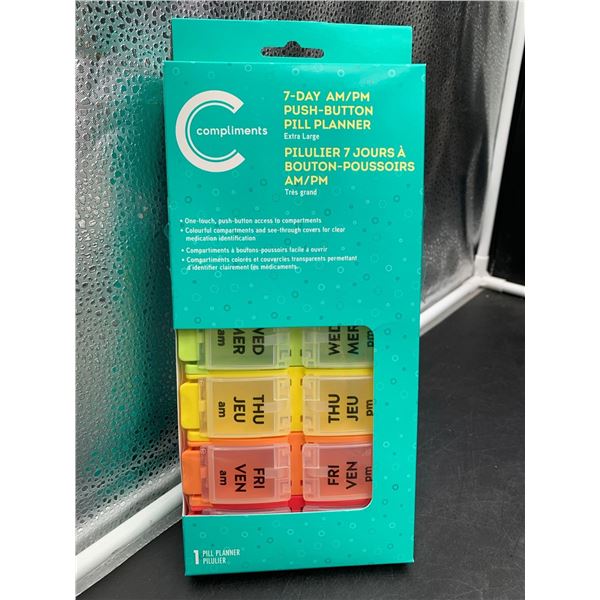 compliments
7-DAY AM/PM
PUSH-BUTTON
PILL PLANNER
Extra Large
PILULIER 7 JOURS À
BOUTON-POUSSOIRS
AM/PM
Très grand
• One-touch, push-button access to compartments
• Colourful compartments and see-through covers for clear
medication identification
• Compartiments à boutons-poussoirs facile à ouvrir
• Compartiments colorés et couvercles transparents permettant
d'identifier clairement les médicaments.
WED
MER
am
WED
MER
pm
THU
JEU
am
THU
JEU
pm
FRI
VEN
am
FRI
VEN
pm
1 PILL PLANNER
PILULIER